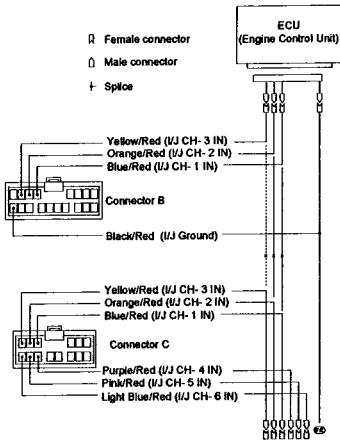 ECU
(Engine Control Unit)
Female connector
Male connector
Splice
Yellow/Red (I/J CH- 3 IN)
Orange/Red (I/J CH- 2 IN)
Blue/Red (I/J CH- 1 IN)
Connector B
Black/Red (I/J Ground)
Yellow/Red (I/J CH- 3 IN)
Orange/Red (I/J CH- 2 IN)
Blue/Red (I/J CH- 1 IN)
Connector C
Purple/Red (I/J CH- 4 IN)
Pink/Red (I/J CH- 5 IN)
Light Blue/Red (I/J CH- 6 IN)